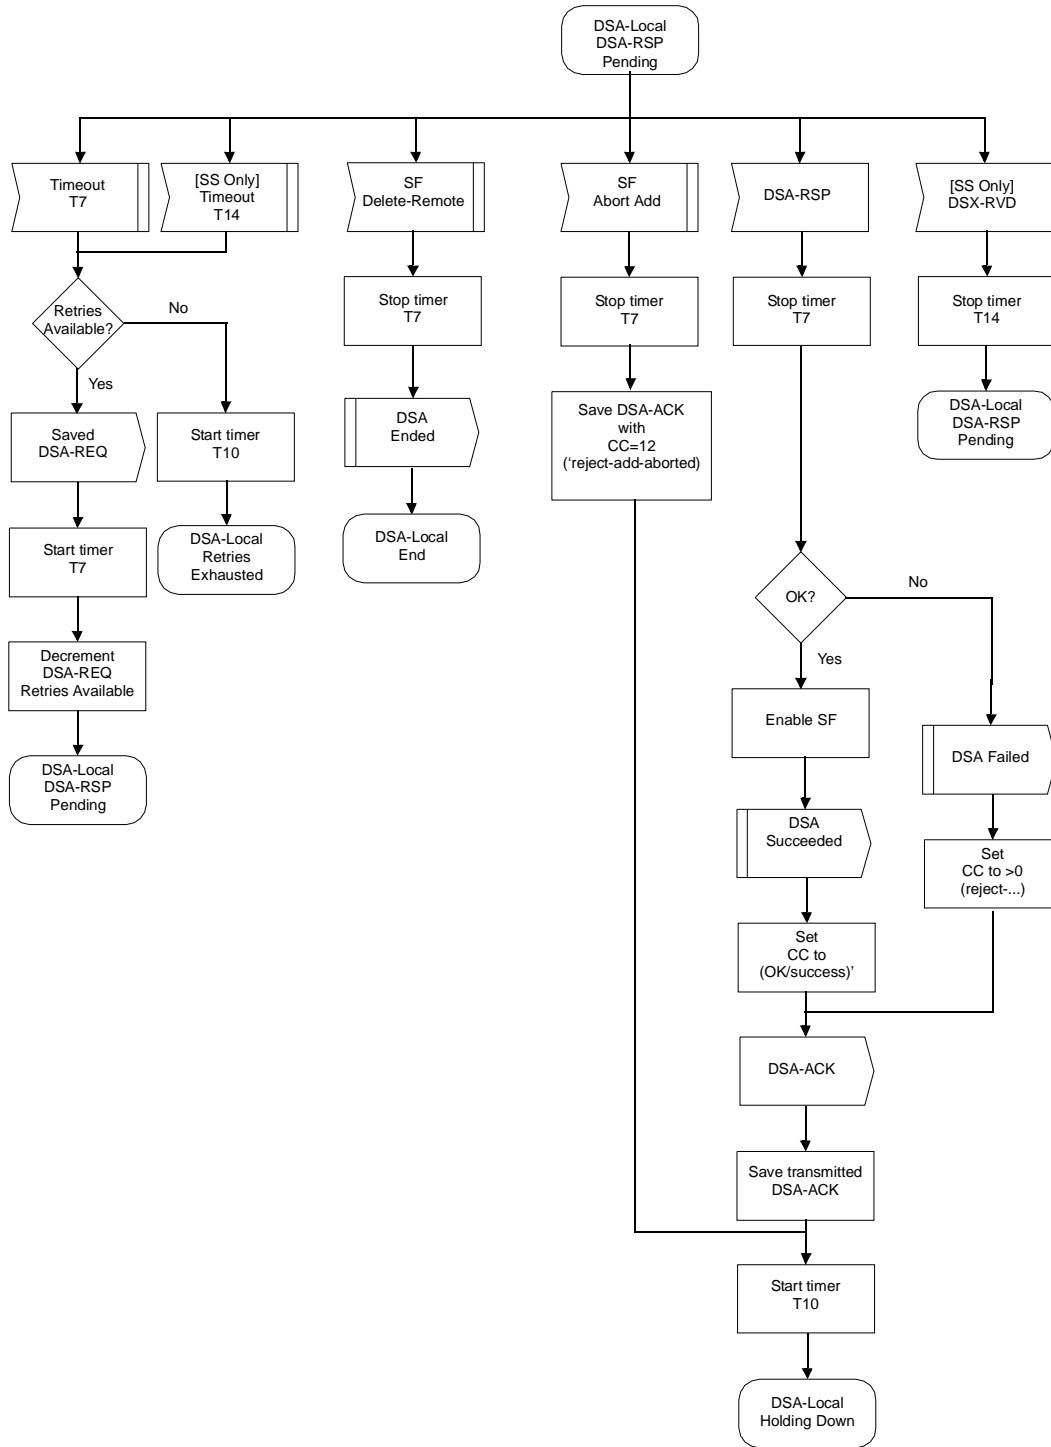 DSA-Local
DSA-RSP
Pending
Timeout
T7
[SS Only]
Timeout
T14
SF
Delete-Remote
SF
Abort Add
DSA-RSP
[SS Only]
DSX-RVD
Retries
Available?
No
Yes
Stop timer
T7
Stop timer
T7
Stop timer
T7
Stop timer
T14
Saved
DSA-REQ
Start timer
T10
DSA
Ended
Save DSA-ACK
with
CC=12
(‘reject-add-aborted)
DSA-Local
DSA-RSP
Pending
Start timer
T7
DSA-Local
Retries
Exhausted
DSA-Local
End
OK?
No
Yes
Decrement
DSA-REQ
Retries Available
Enable SF
DSA Failed
DSA-Local
DSA-RSP
Pending
DSA
Succeeded
Set
CC to >0
(reject-...)
Set
CC to
(OK/success)’
DSA-ACK
Save transmitted
DSA-ACK
Start timer
T10
DSA-Local
Holding Down